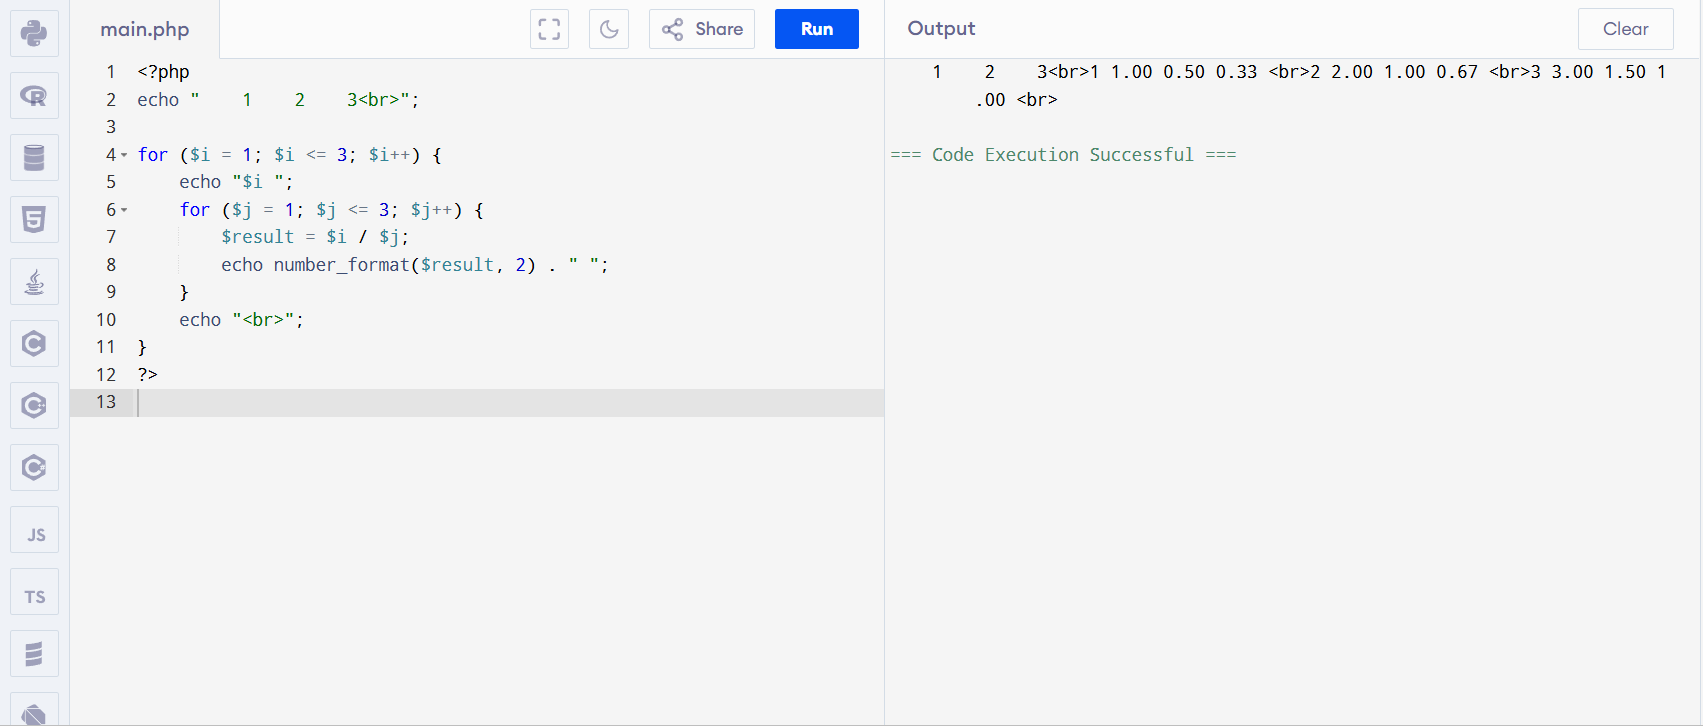 main.php
Share
Run
Output
Clear
1 <?php
2 echo "    1    2    3<br>";
3
4 for ($i = 1; $i <= 3; $i++) {
5     echo "$i ";
6     for ($j = 1; $j <= 3; $j++) {
7         $result = $i / $j;
8         echo number_format($result, 2) . " ";
9     }
10     echo "<br>";
11 }
12 ?>
13
    1    2    3<br>1 1.00 0.50 0.33 <br>2 2.00 1.00 0.67 <br>3 3.00 1.50 1
.00 <br>
=== Code Execution Successful ===
R
5
C
C
C
JS
TS